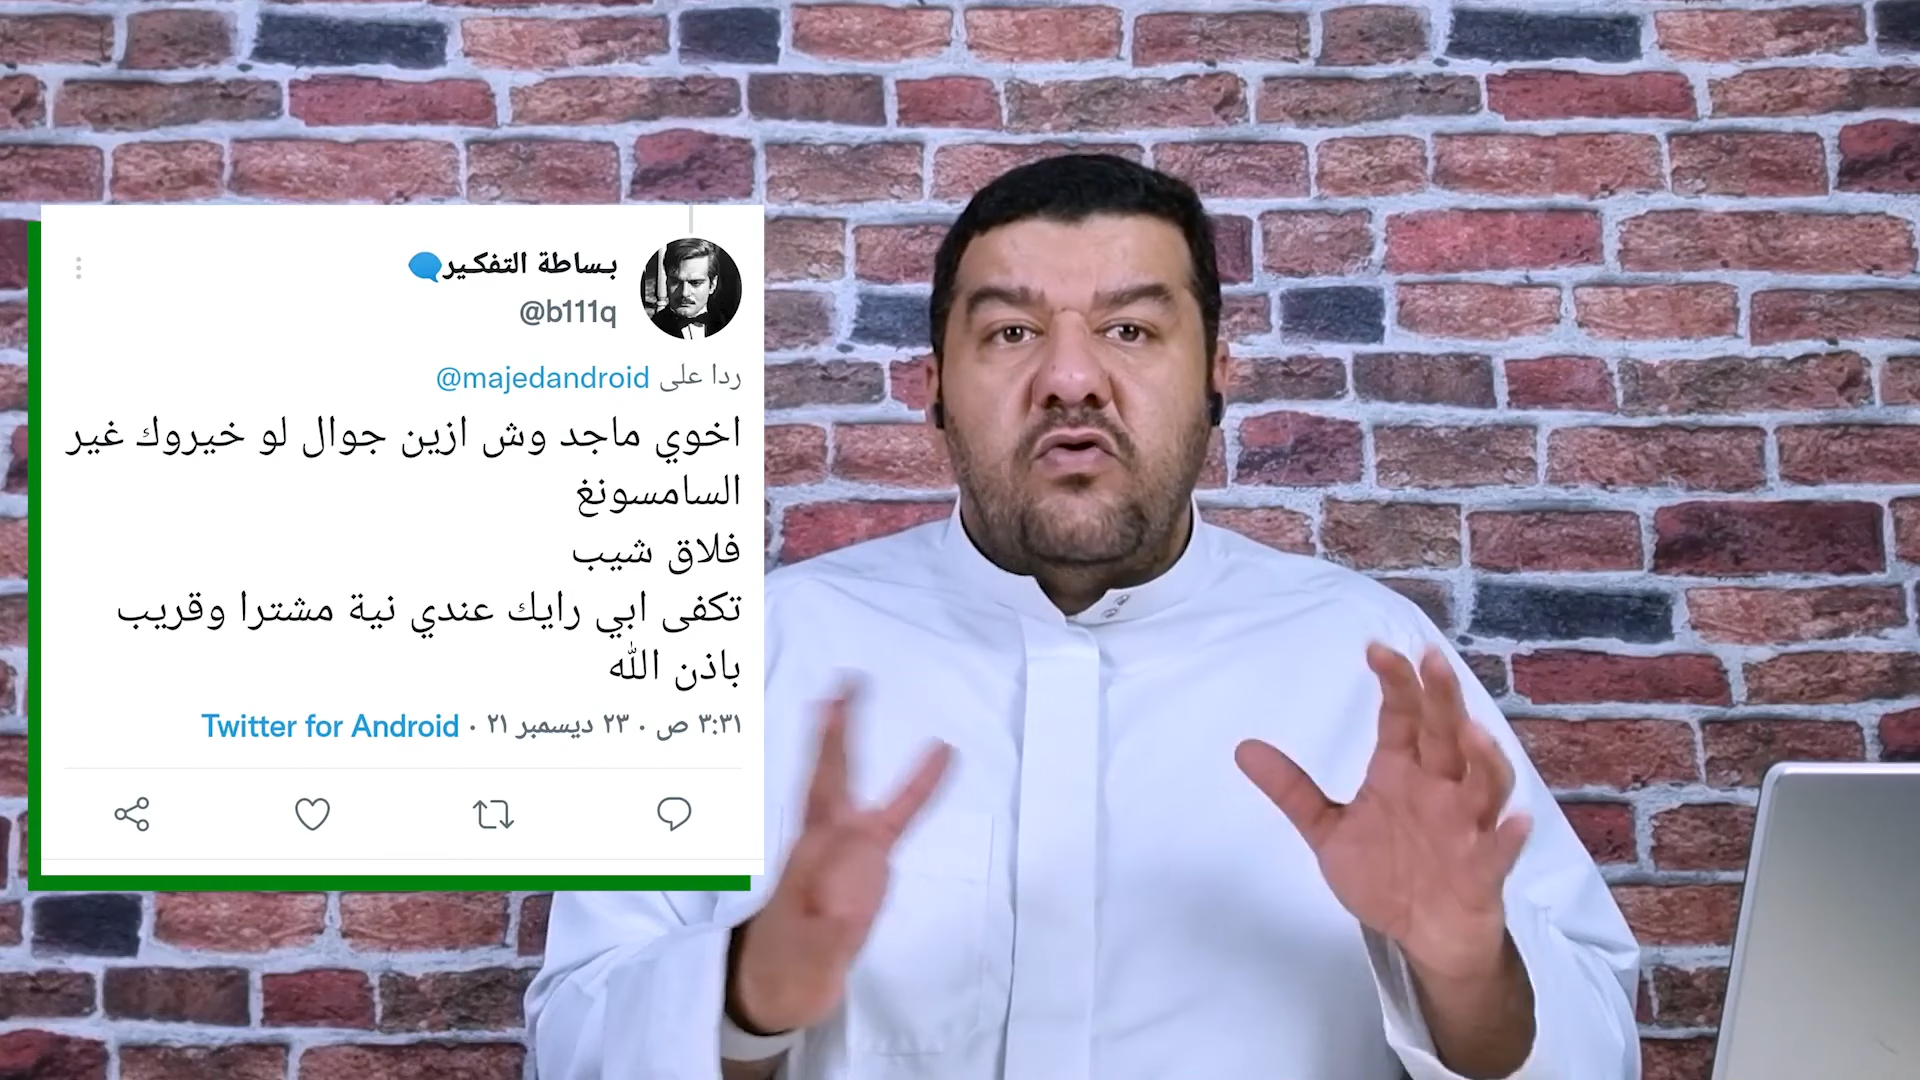 بساطة التفكير
@b111q
ردا على @majedandroid
اخوي ماجد وش ازين جوال لو خيروك غير
السامسونغ
فلاق شيب
تكفى ابي رايك عندي نية مشترا وقريب
باذن الله
٣:٣١ ص · ٢٣ ديسمبر ٢١ · Twitter for Android